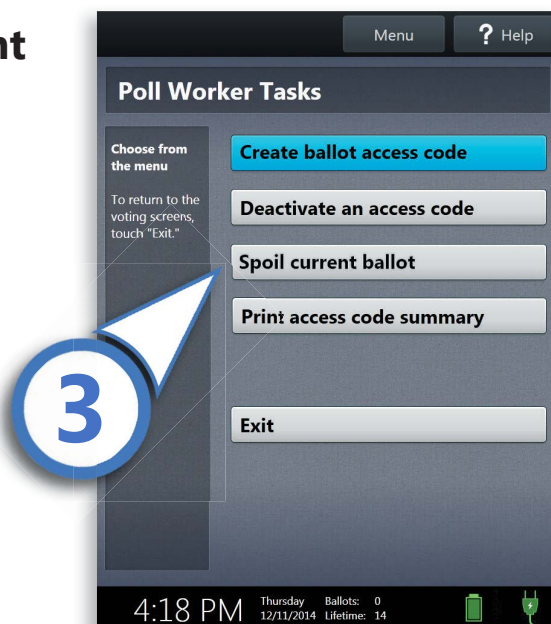 nt
Menu
? Help
Poll Worker Tasks
Choose from
the menu
To return to the
voting screens,
touch "Exit."
Create ballot access code
Deactivate an access code
Spoil current ballot
Print access code summary
Exit
3
4:18 PM
Thursday Ballots: 0
12/11/2014 Lifetime: 14